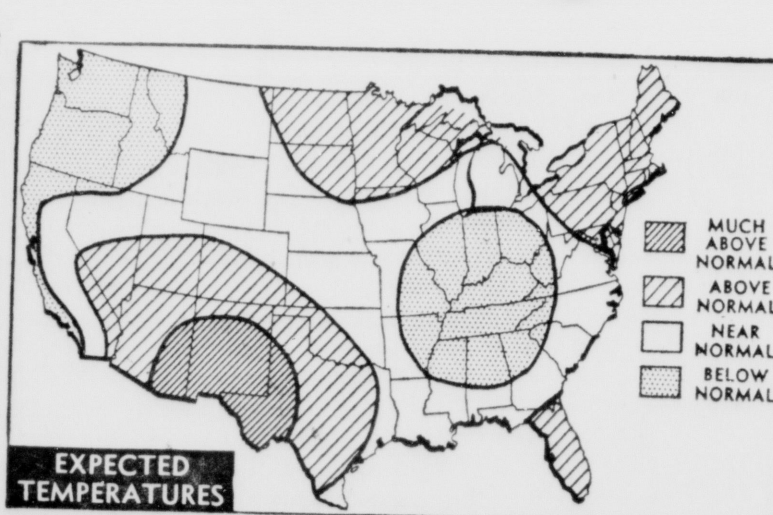 MUCH
ABOVE
NORMAL
ABOVE
NORMAL
NEAR
NORMAL
BELOW
NORMAL
EXPECTED
TEMPERATURES